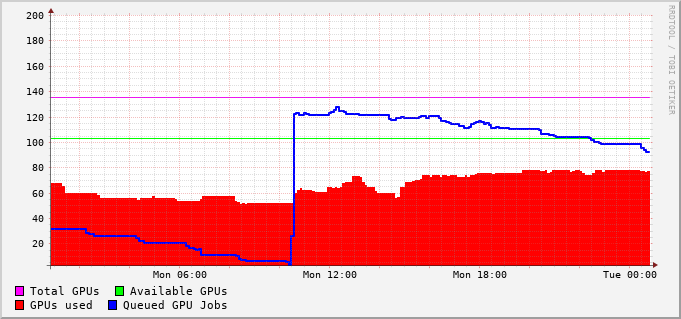 200
180
160
140
120
100
80
60
40
20
Mon 06:00 Mon 12:00 Mon 18:00 Tue 00:00
Total GPUs Available GPUs
GPUs used Queued GPU Jobs
RRDTOOL / TOBI OETIKER